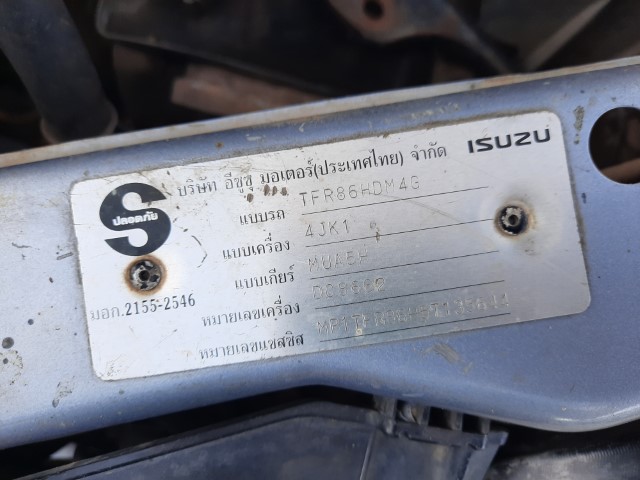 บริษัท อีซูซุ มอเตอร์(ประเทศไทย) จำกัด ISUZU
ปลอดภัย
แบบรถ TFR86HDM4G
แบบเครื่อง 4JK1
แบบเกียร์
มอก.2155-2546
หมายเลขเครื่อง
หมายเลขแชสซิส